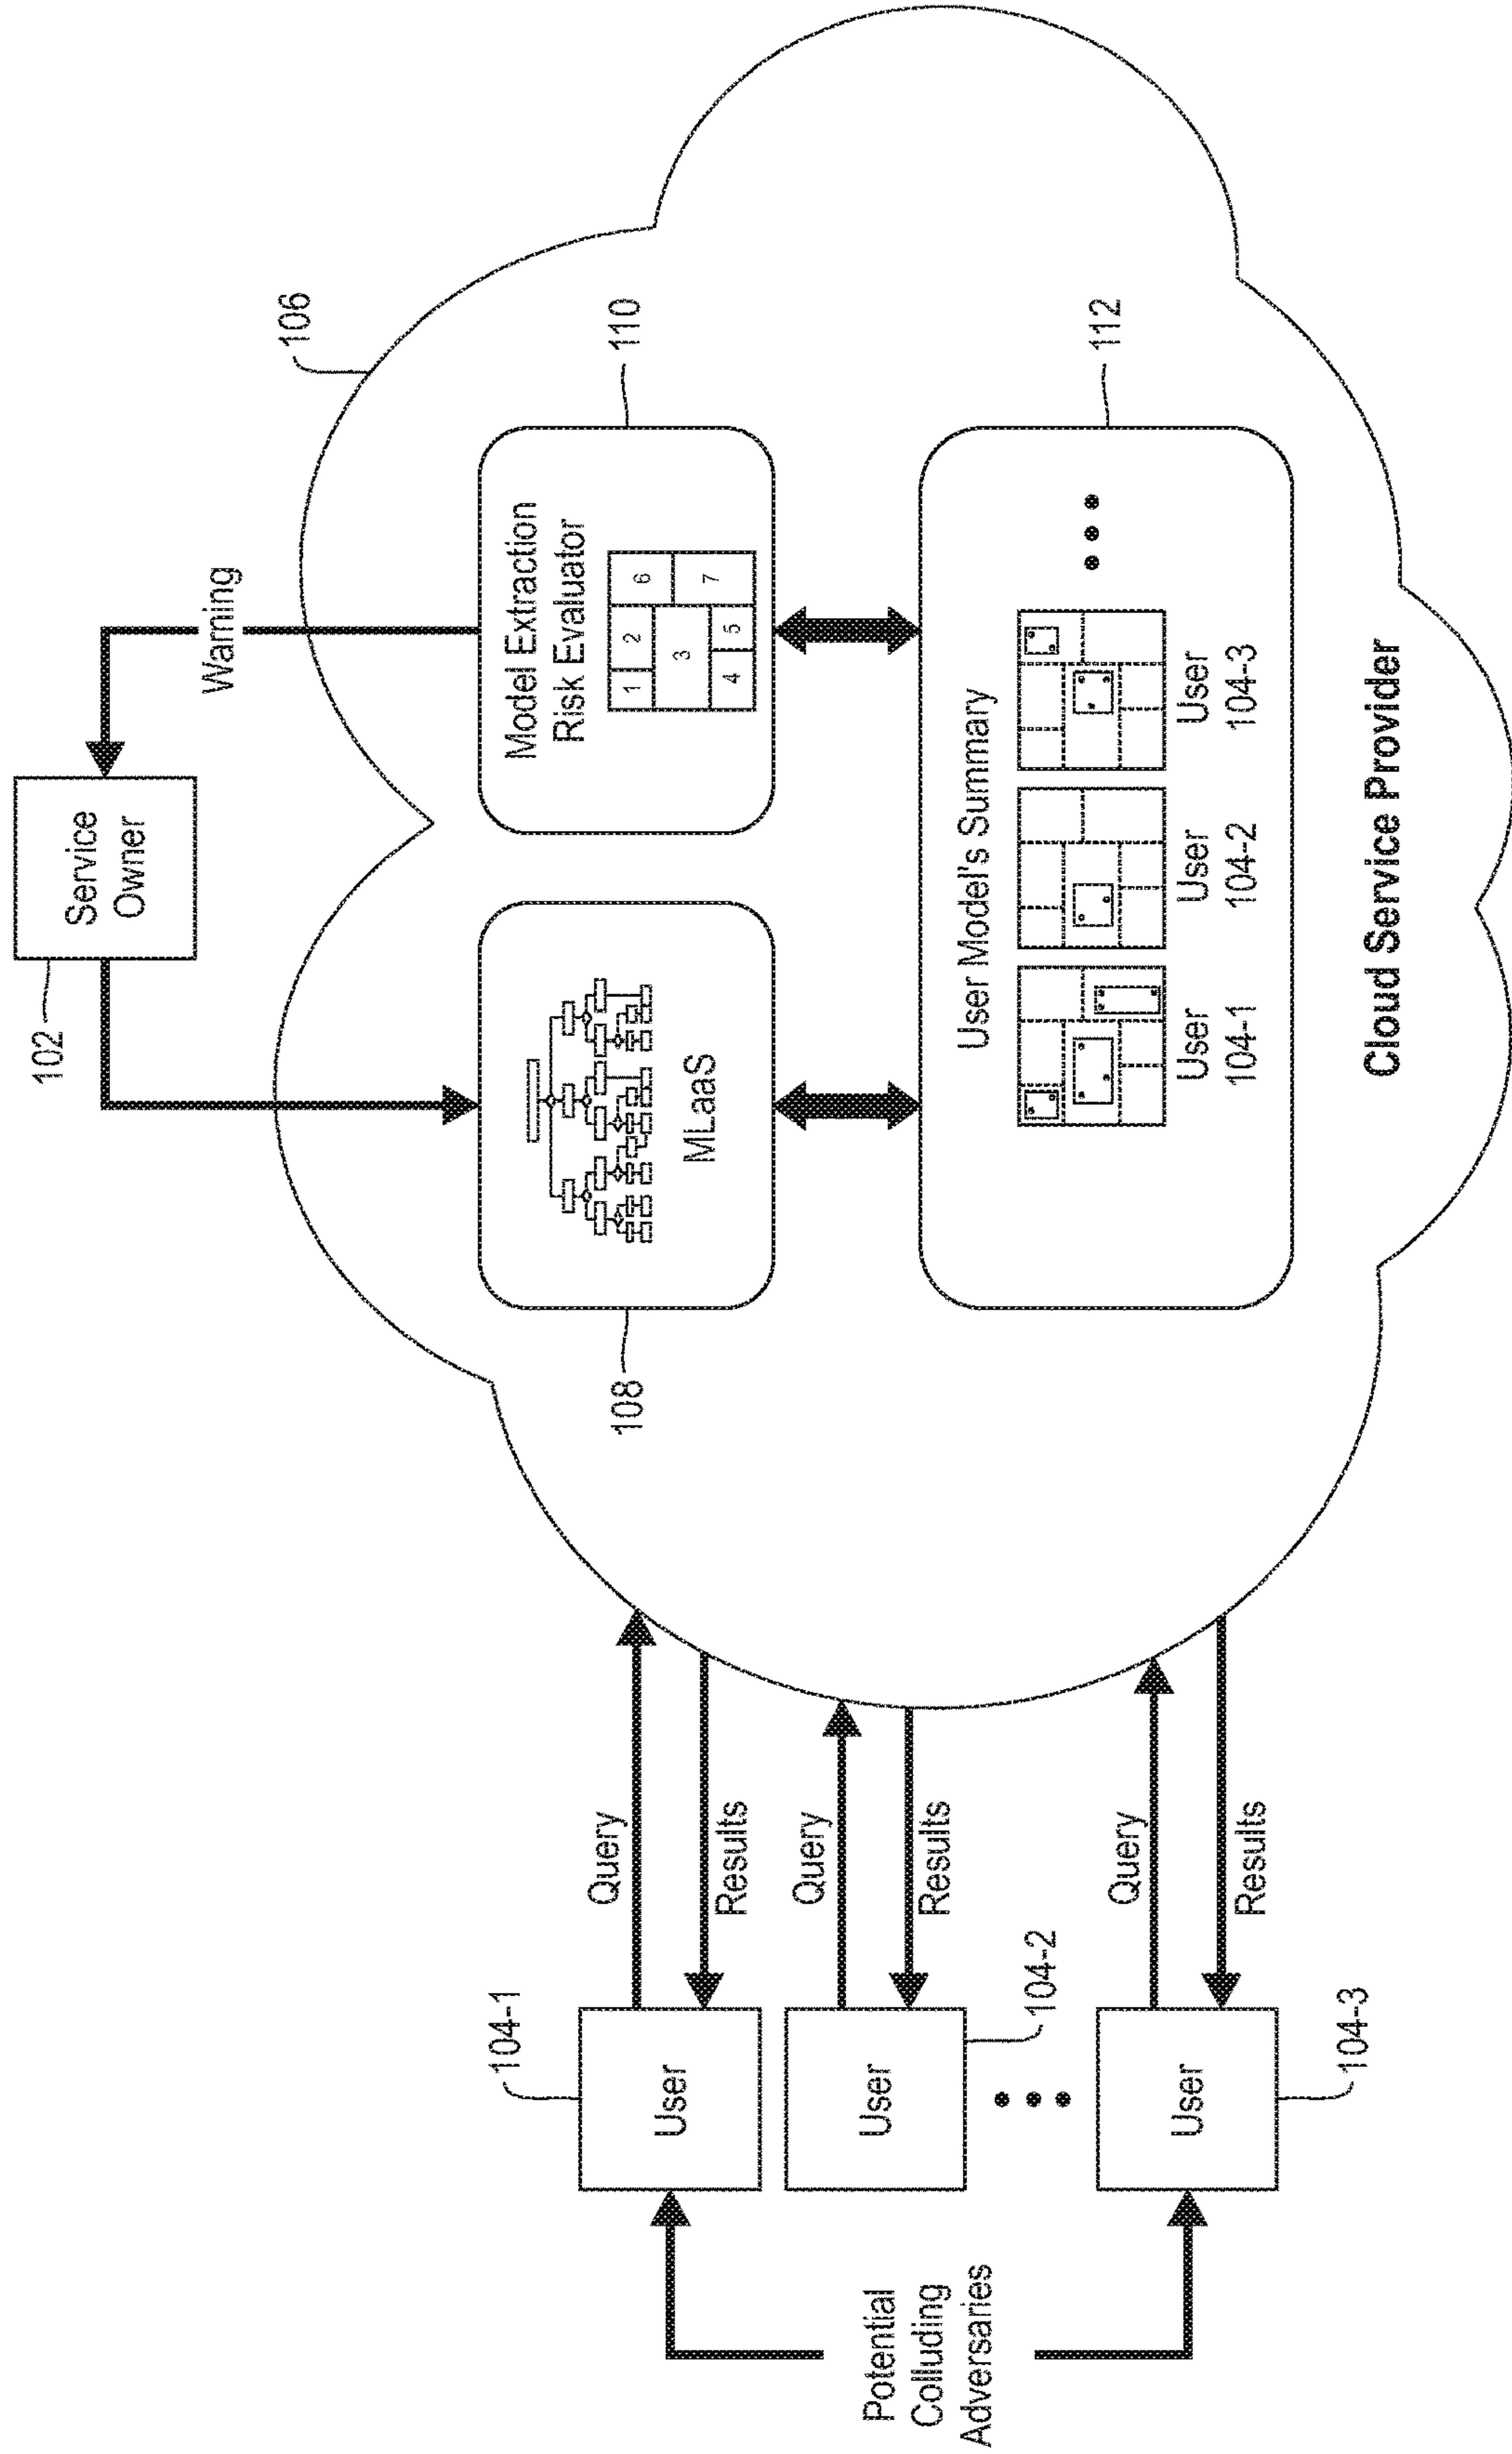 102
Service
Owner
Warning
106
108
MLaaS
110
Model Extraction
Risk Evaluator
1
2
3
4
5
6
7
112
User Model's Summary
User
104-1
User
104-2
User
104-3
Cloud Service Provider
104-1
User
Query
Results
User
104-2
Query
Results
User
104-3
Query
Results
Potential
Colluding
Adversaries